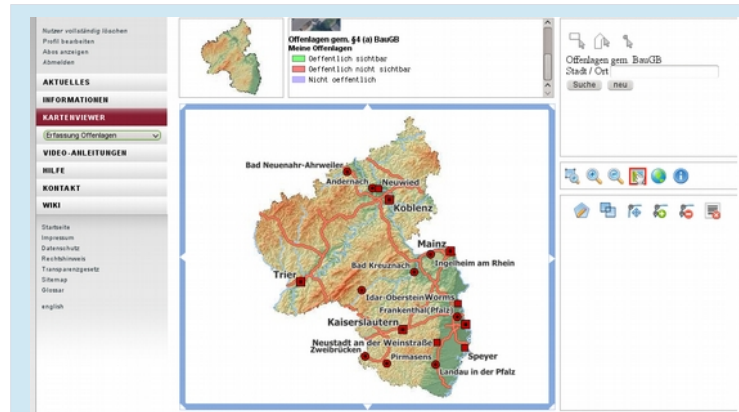 Nutzer vollständig löschen
Profil bearbeiten
Abos anzeigen
Abmelden
AKTUELLES
INFORMATIONEN
KARTENVIEWER
Erfassung Offenlagen
VIDEO-ANLEITUNGEN
HILFE
KONTAKT
WIKI
Startseite
Impressum
Datenschutz
Rechtshinweis
Transparenzgesetz
Sitemap
Glossar
english
Offenlagen gem. §4 (a) BauGB
Meine Offenlagen
Oeffentlich sichtbar
Oeffentlich nicht sichtbar
Nicht oeffentlich
Bad Neuenahr-Ahrweiler
Andernach
Neuwied
Koblenz
Mainz
Ingelheim am Rhein
Bad Kreuznach
Trier
Idar-Oberstein
Worms
Frankenthal(Pfalz)
Kaiserslautern
Neustadt an der Weinstraße
Zweibrücken
Pirmasens
Speyer
Landau in der Pfalz
Offenlagen gem. BauGB
Stadt / Ort
Suche neu